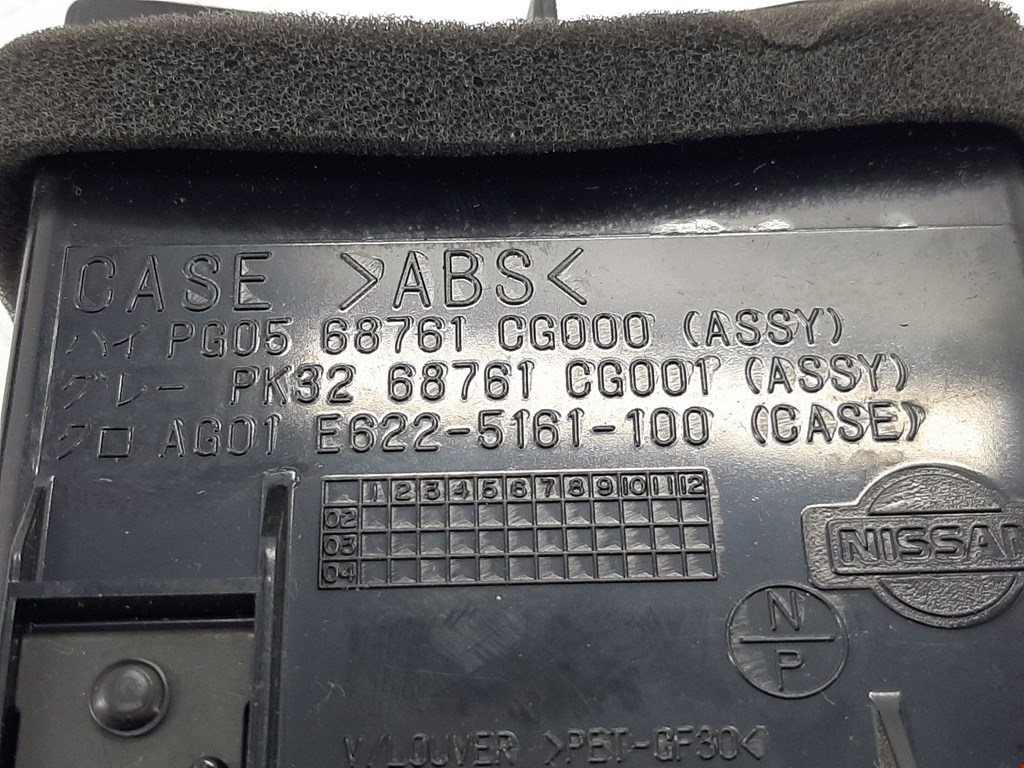 CASE >ABS<
ハイ PG05 68761 CG000 (ASSY)
グレー PK32 68761 CG001 (ASSY)
クロ AG01 E622-5161-100 (CASE)
1 2 3 4 5 6 7 8 9 10 11 12
02
03
04
NISSAN
N
P
V/LOUVER >PBT-GF30<